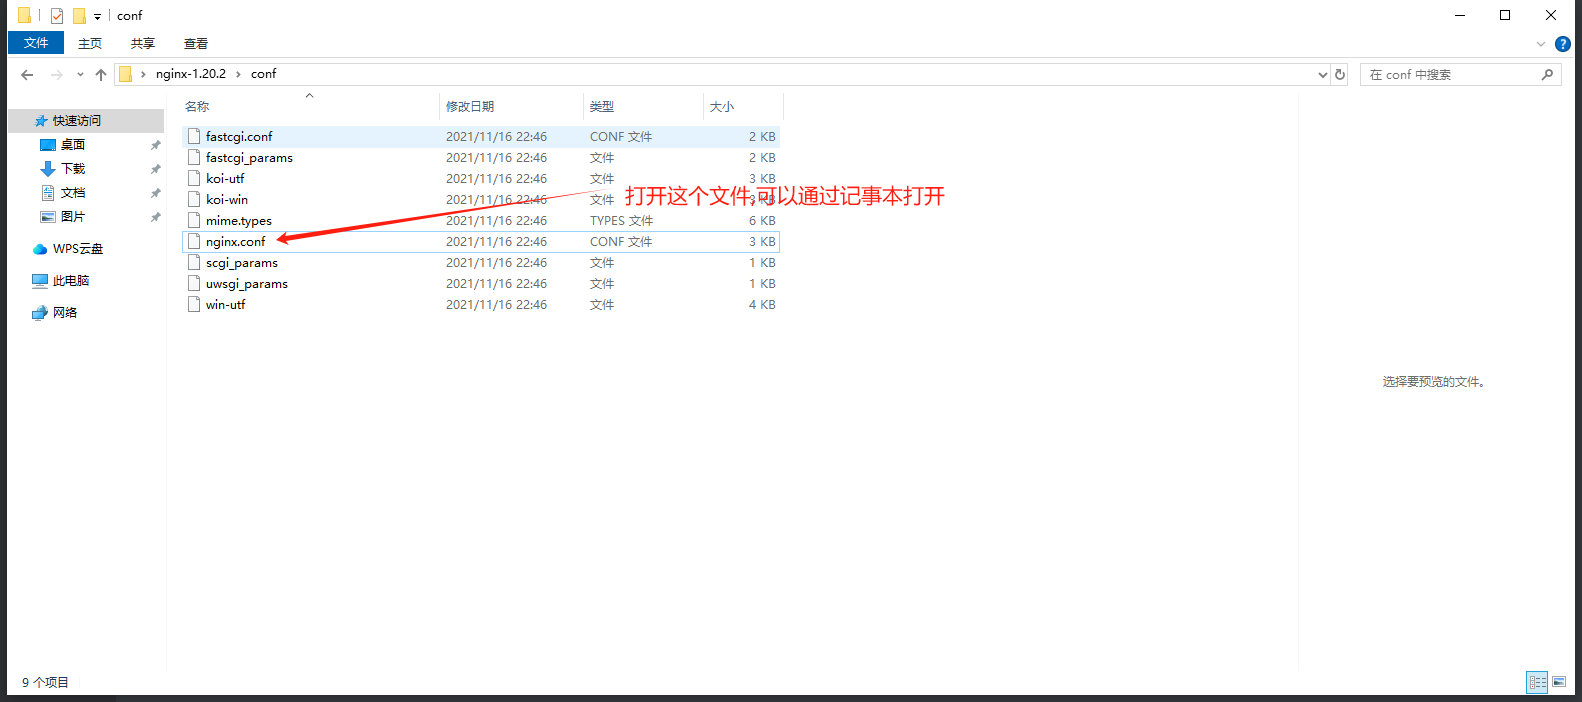 conf
文件 主页 共享 查看
nginx-1.20.2 conf
在 conf 中搜索
名称 修改日期 类型 大小
快速访问
桌面
下载
文档
图片
WPS云盘
此电脑
网络
fastcgi.conf 2021/11/16 22:46 CONF 文件 2 KB
fastcgi_params 2021/11/16 22:46 文件 2 KB
koi-utf 2021/11/16 22:46 文件 3 KB
koi-win 2021/11/16 22:46 文件 3 KB
打开这个文件,可以通过记事本打开
mime.types 2021/11/16 22:46 TYPES 文件 6 KB
nginx.conf 2021/11/16 22:46 CONF 文件 3 KB
scgi_params 2021/11/16 22:46 文件 1 KB
uwsgi_params 2021/11/16 22:46 文件 1 KB
win-utf 2021/11/16 22:46 文件 4 KB
选择要预览的文件。
9 个项目